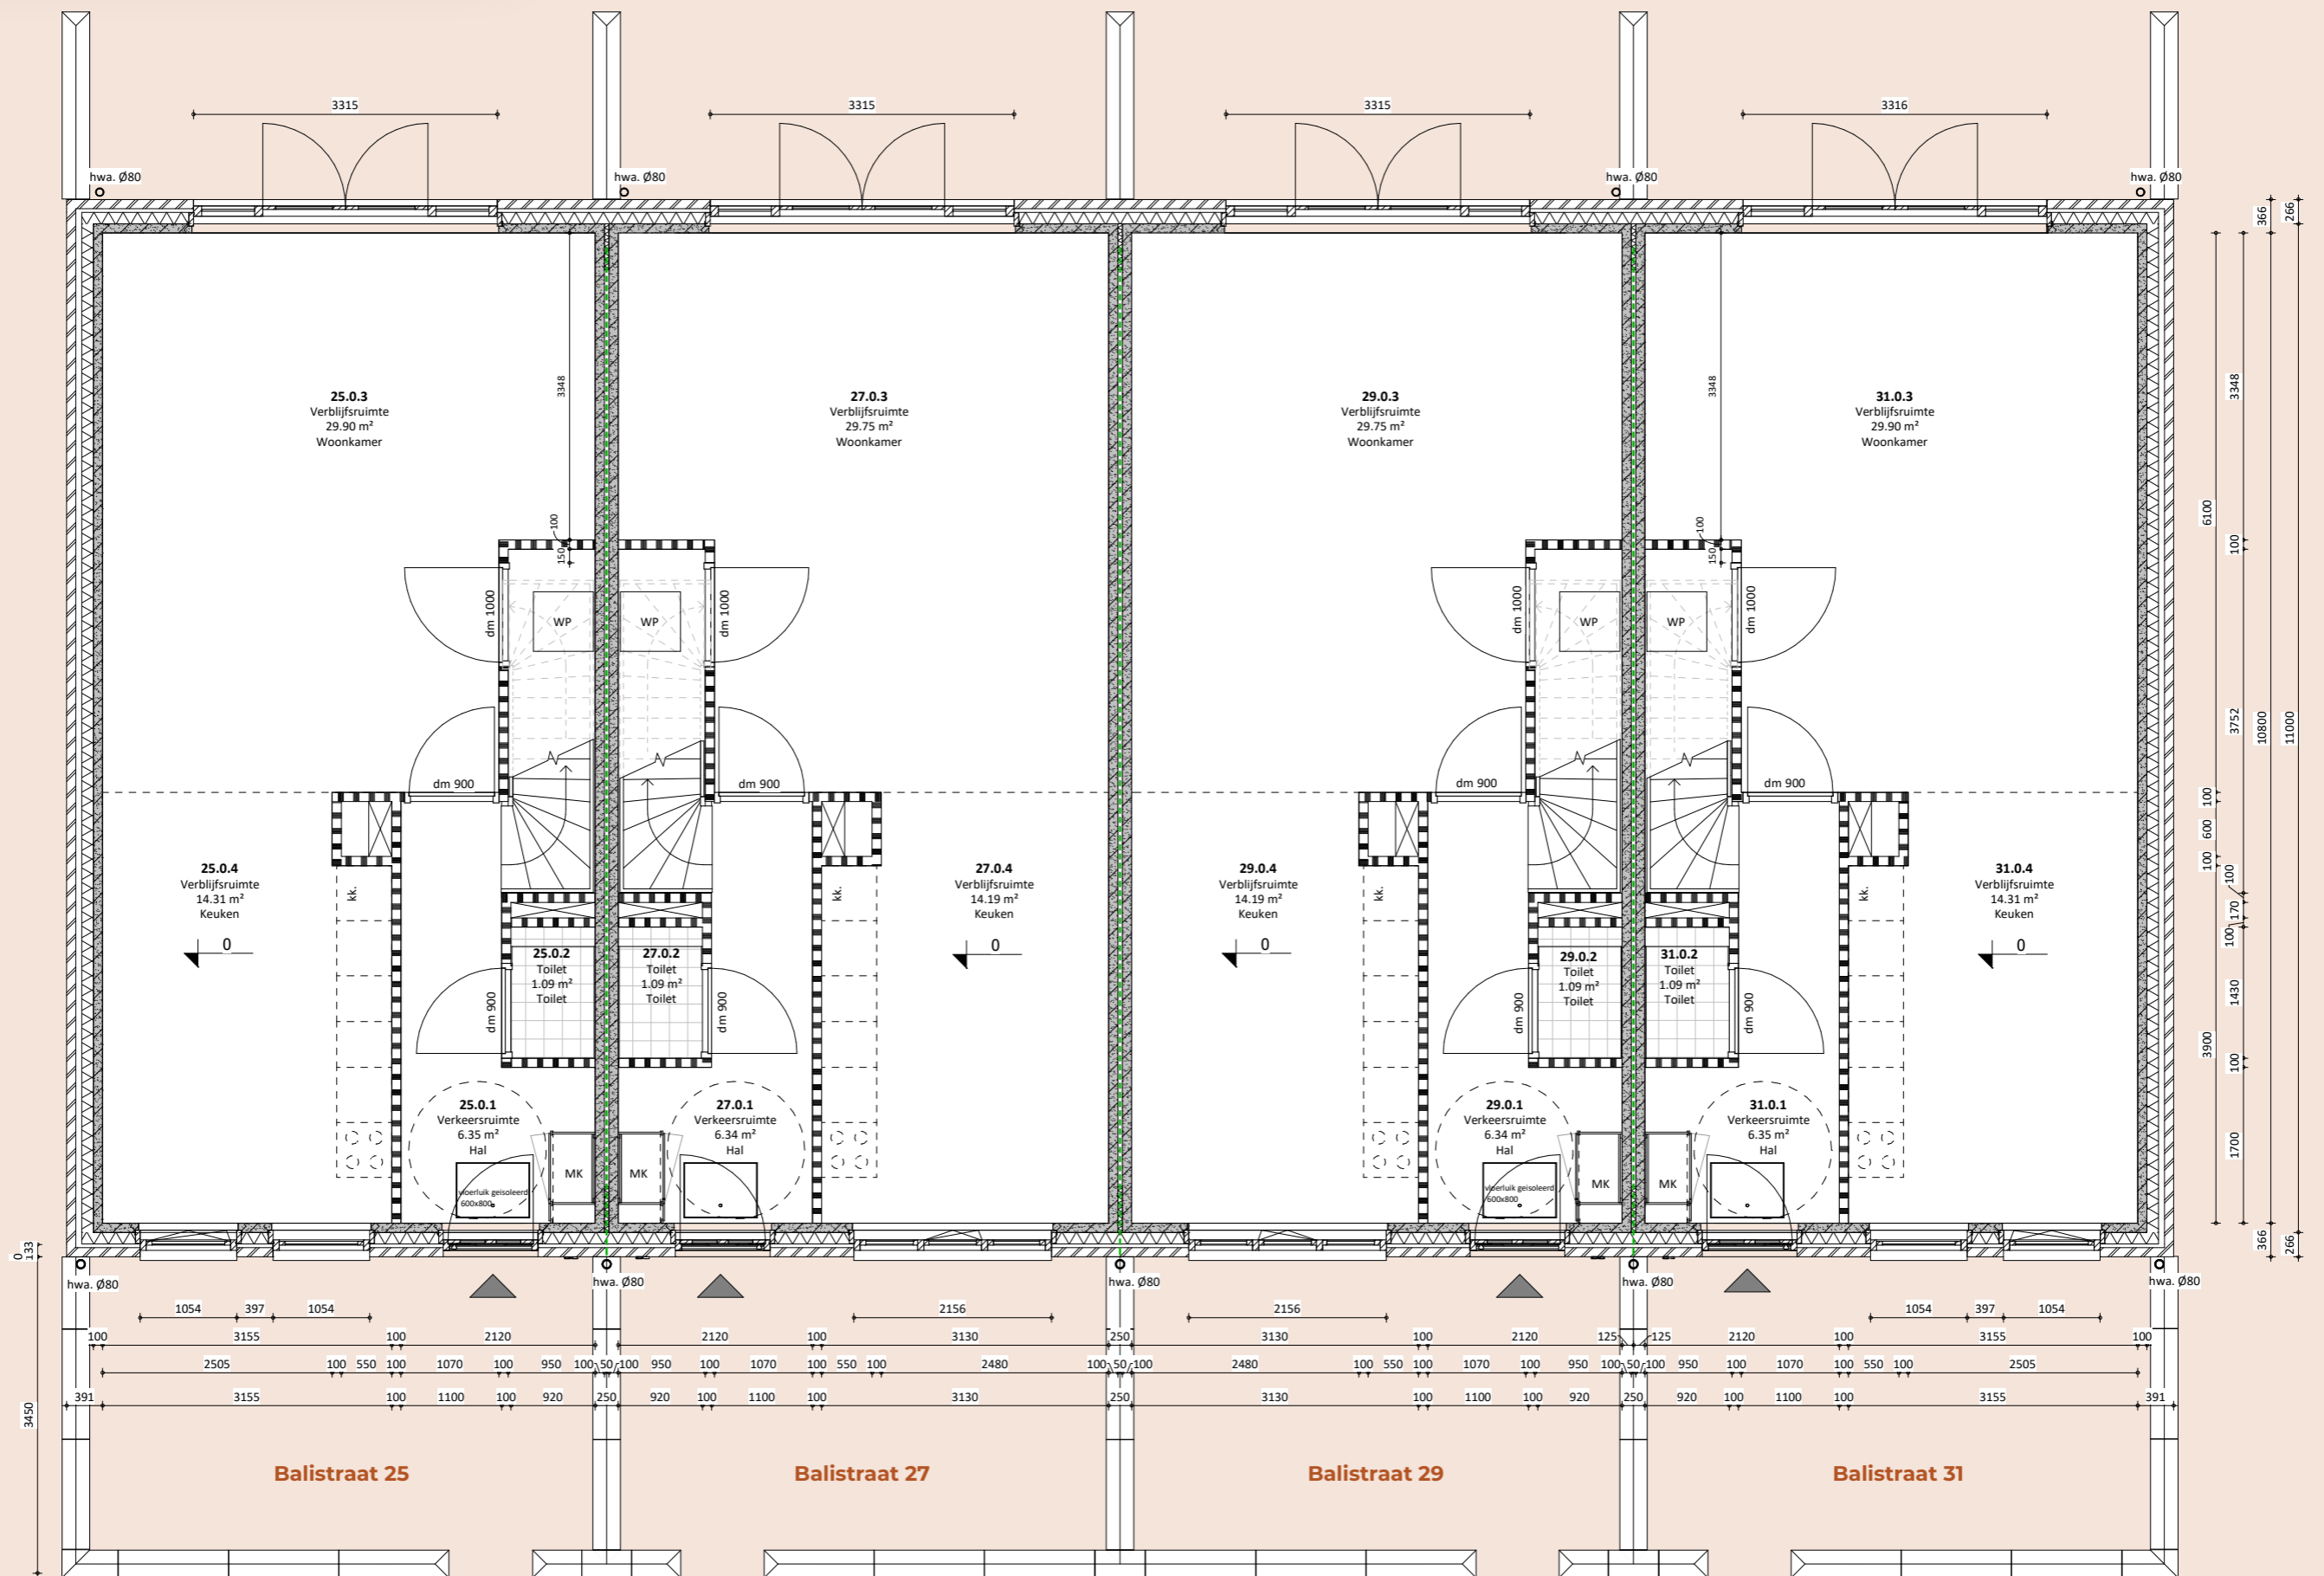 3315
3315
3315
3316
hwa. Ø80
hwa. Ø80
hwa. Ø80
hwa. Ø80
366
266
25.0.3
Verblijfsruimte
29.90 m²
Woonkamer
3348
27.0.3
Verblijfsruimte
29.75 m²
Woonkamer
29.0.3
Verblijfsruimte
29.75 m²
Woonkamer
3348
31.0.3
Verblijfsruimte
29.90 m²
Woonkamer
3348
6100
100
150
100
150
100
dm 1000
WP
WP
dm 1000
dm 1000
WP
WP
dm 1000
3752
10800
11000
dm 900
dm 900
dm 900
dm 900
100
600
100
100
170
100
25.0.4
Verblijfsruimte
14.31 m²
Keuken
0
kk.
kk.
27.0.4
Verblijfsruimte
14.19 m²
Keuken
0
29.0.4
Verblijfsruimte
14.19 m²
Keuken
0
kk.
kk.
31.0.4
Verblijfsruimte
14.31 m²
Keuken
0
25.0.2
Toilet
1.09 m²
Toilet
27.0.2
Toilet
1.09 m²
Toilet
29.0.2
Toilet
1.09 m²
Toilet
31.0.2
Toilet
1.09 m²
Toilet
dm 900
dm 900
dm 900
dm 900
1430
3900
100
25.0.1
Verkeersruimte
6.35 m²
Hal
27.0.1
Verkeersruimte
6.34 m²
Hal
29.0.1
Verkeersruimte
6.34 m²
Hal
31.0.1
Verkeersruimte
6.35 m²
Hal
1700
MK
MK
MK
MK
vloerluik geisoleerd
600x800
vloerluik geisoleerd
600x800
0
133
366
266
hwa. Ø80
hwa. Ø80
hwa. Ø80
hwa. Ø80
hwa. Ø80
1054 397 1054 2156 2156 1054 397 1054
100 3155 100 2120 2120 100 3130 250 3130 100 2120 125 125 2120 100 3155 100
2505 100 550 100 1070 100 950 100 50 100 950 100 1070 100 550 100 2480 100 50 100 2480 100 550 100 1070 100 950 100 50 100 950 100 1070 100 550 100 2505
391 3155 100 1100 100 920 250 920 100 1100 100 3130 250 3130 100 1100 100 920 250 920 100 1100 100 3155 391
3450
Balistraat 25
Balistraat 27
Balistraat 29
Balistraat 31